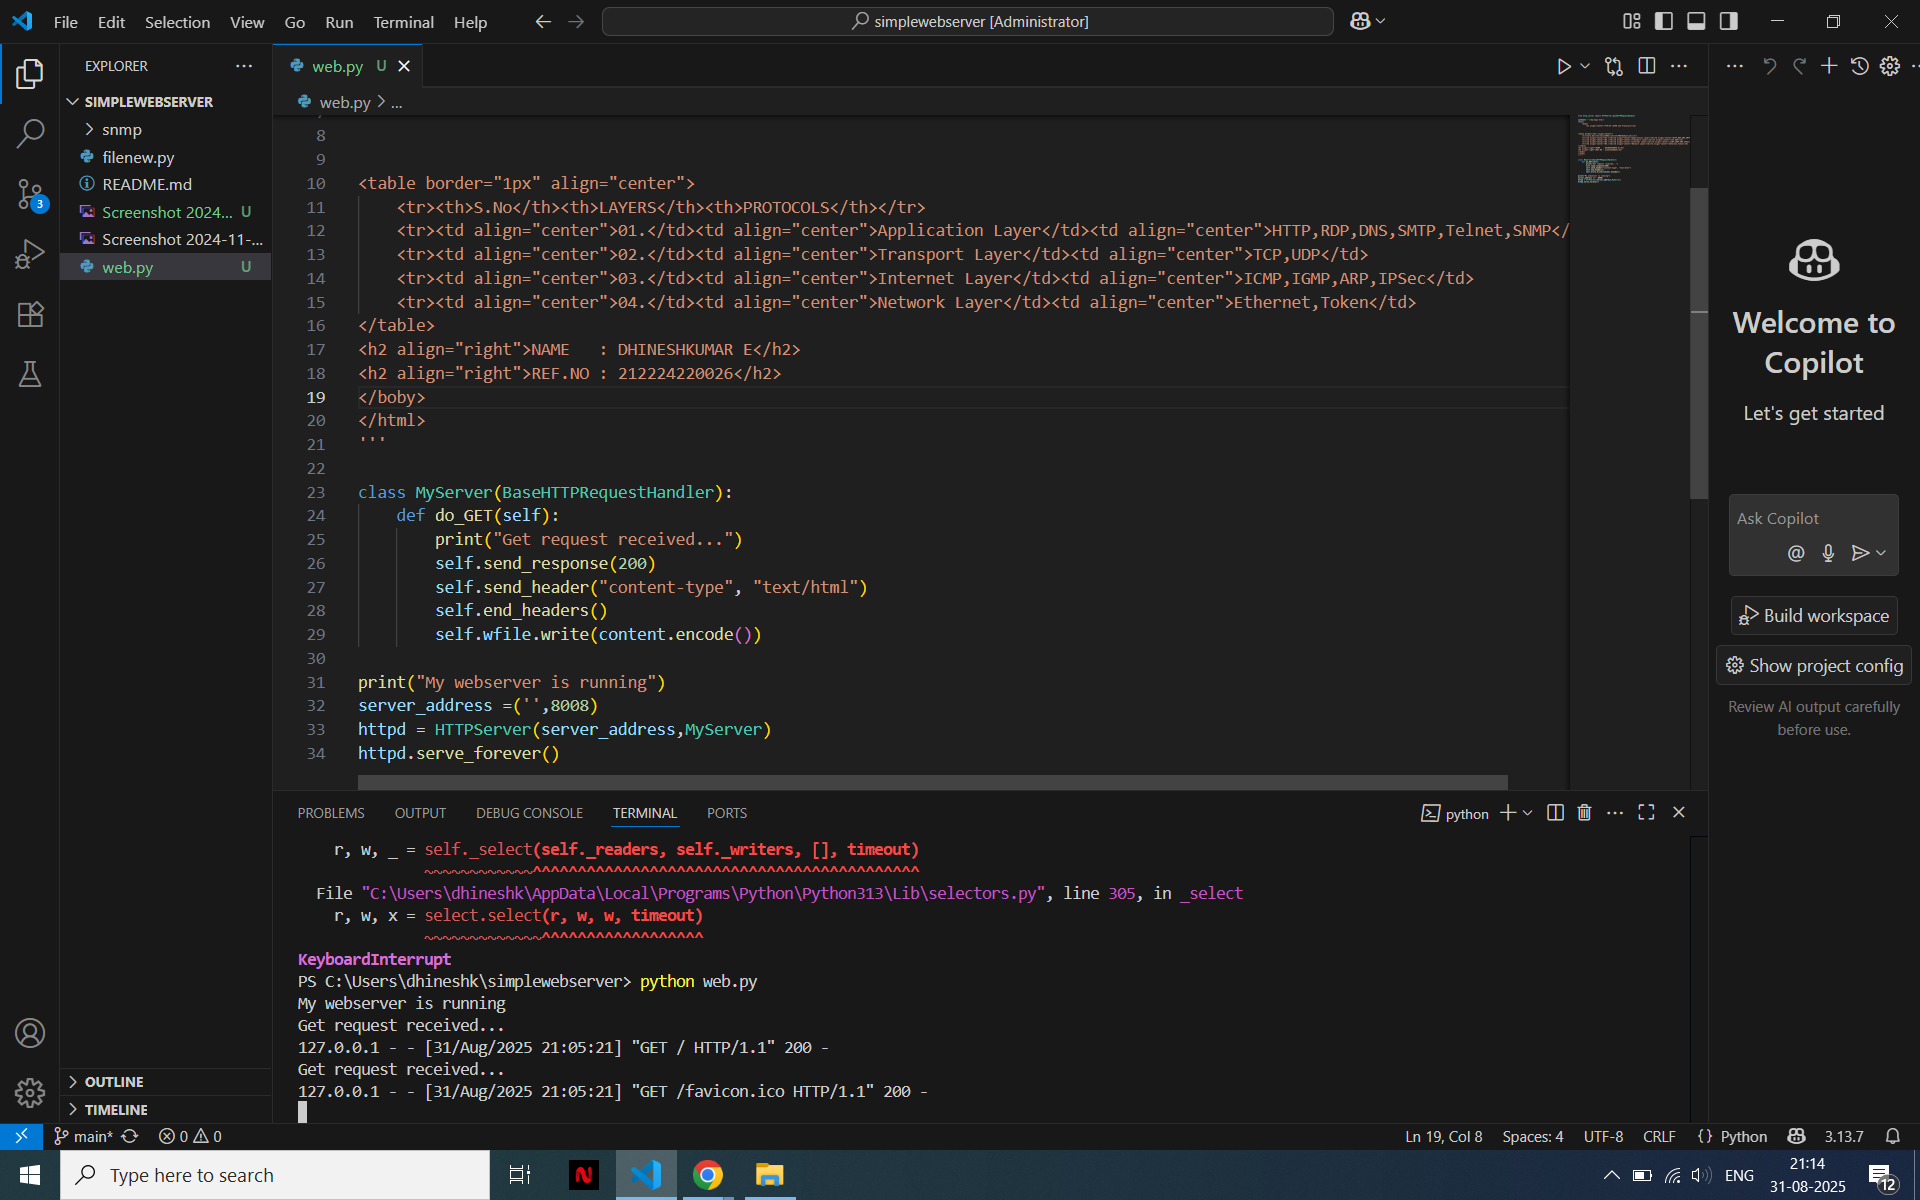 File Edit Selection View Go Run Terminal Help
simplewebserver [Administrator]
EXPLORER
SIMPLEWEBSERVER
snmp
filenew.py
README.md
Screenshot 2024... U
Screenshot 2024-11-...
web.py U
OUTLINE
TIMELINE
3
web.py U
web.py > ...
8
9
10 <table border="1px" align="center">
11 <tr><th>S.No</th><th>LAYERS</th><th>PROTOCOLS</th></tr>
12 <tr><td align="center">01.</td><td align="center">Application Layer</td><td align="center">HTTP,RDP,DNS,SMTP,Telnet,SNMP</
13 <tr><td align="center">02.</td><td align="center">Transport Layer</td><td align="center">TCP,UDP</td>
14 <tr><td align="center">03.</td><td align="center">Internet Layer</td><td align="center">ICMP,IGMP,ARP,IPSec</td>
15 <tr><td align="center">04.</td><td align="center">Network Layer</td><td align="center">Ethernet,Token</td>
16 </table>
17 <h2 align="right">NAME   : DHINESHKUMAR E</h2>
18 <h2 align="right">REF.NO : 212224220026</h2>
19 </boby>
20 </html>
21 '''
22
23 class MyServer(BaseHTTPRequestHandler):
24 def do_GET(self):
25 print("Get request received...")
26 self.send_response(200)
27 self.send_header("content-type", "text/html")
28 self.end_headers()
29 self.wfile.write(content.encode())
30
31 print("My webserver is running")
32 server_address =('',8008)
33 httpd = HTTPServer(server_address,MyServer)
34 httpd.serve_forever()
PROBLEMS OUTPUT DEBUG CONSOLE TERMINAL PORTS
python
r, w, _ = self._select(self._readers, self._writers, [], timeout)
~~~~~~~~~~~~^^^^^^^^^^^^^^^^^^^^^^^^^^^^^^^^^^^^^^^^^^^
File "C:\Users\dhineshk\AppData\Local\Programs\Python\Python313\Lib\selectors.py", line 305, in _select
r, w, x = select.select(r, w, w, timeout)
~~~~~~~~~~~~~^^^^^^^^^^^^^^^^^^
KeyboardInterrupt
PS C:\Users\dhineshk\simplewebserver> python web.py
My webserver is running
Get request received...
127.0.0.1 - - [31/Aug/2025 21:05:21] "GET / HTTP/1.1" 200 -
Get request received...
127.0.0.1 - - [31/Aug/2025 21:05:21] "GET /favicon.ico HTTP/1.1" 200 -
Welcome to
Copilot
Let's get started
Ask Copilot
@
Build workspace
Show project config
Review AI output carefully
before use.
main* 0 0
Ln 19, Col 8 Spaces: 4 UTF-8 CRLF {} Python 3.13.7
Type here to search
N
ENG
21:14
31-08-2025
12